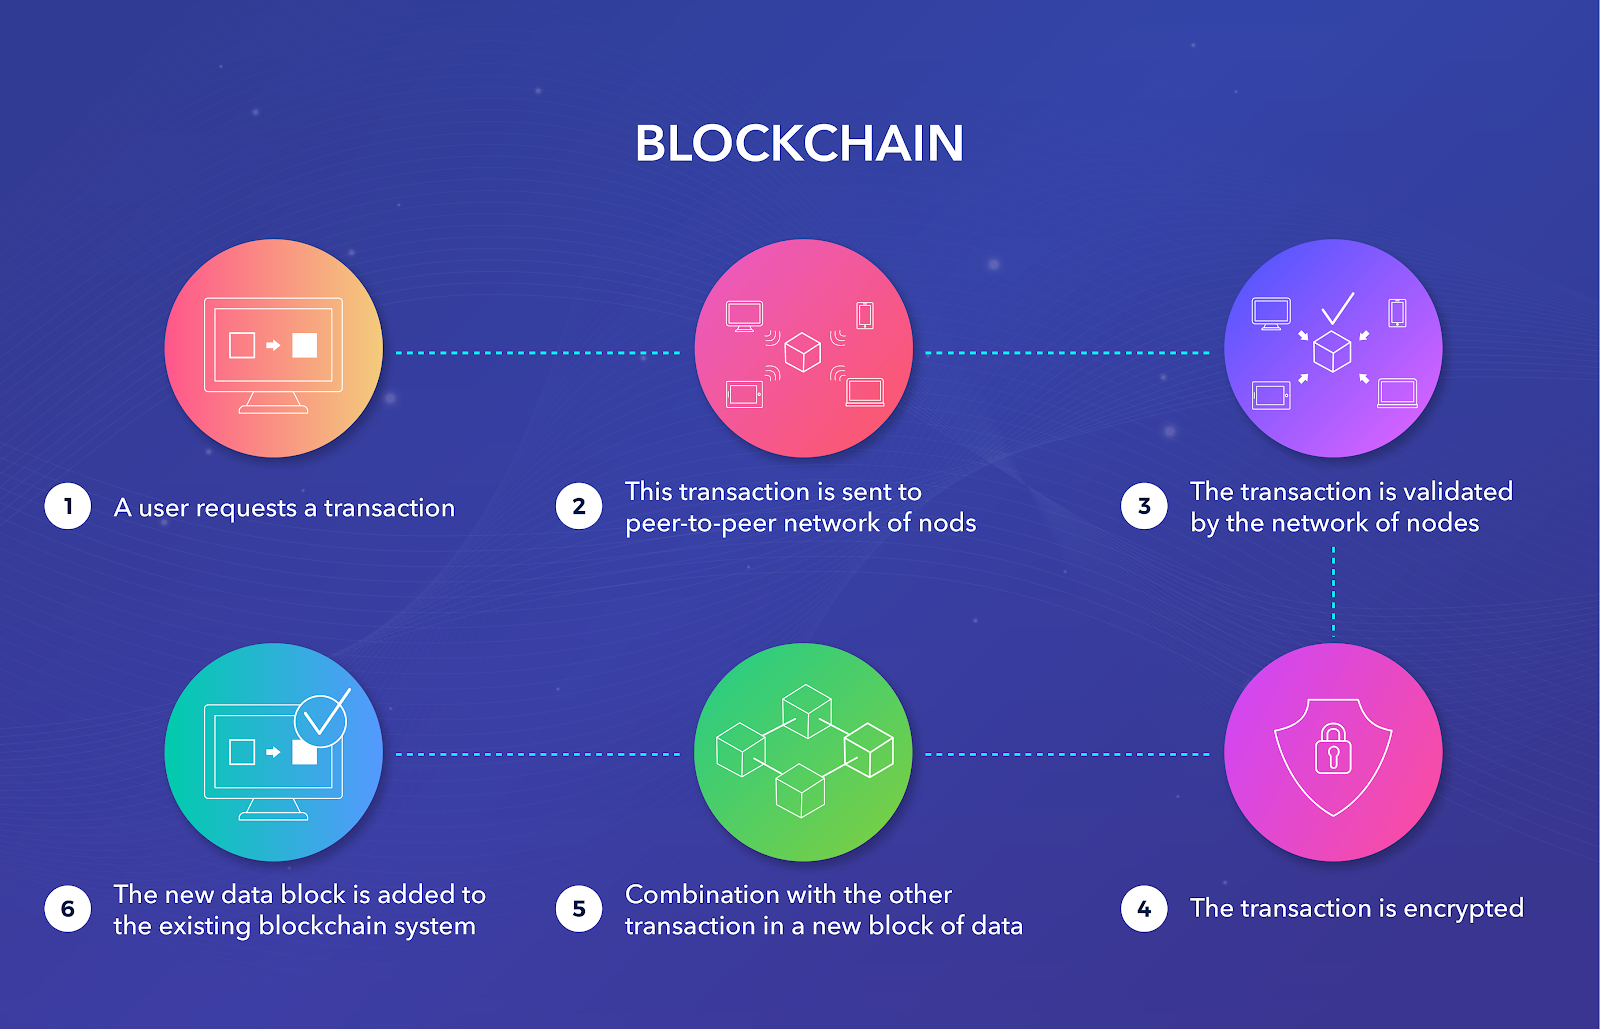 BLOCKCHAIN
1 A user requests a transaction
2 This transaction is sent to
peer-to-peer network of nods
3 The transaction is validated
by the network of nodes
4 The transaction is encrypted
5 Combination with the other
transaction in a new block of data
6 The new data block is added to
the existing blockchain system